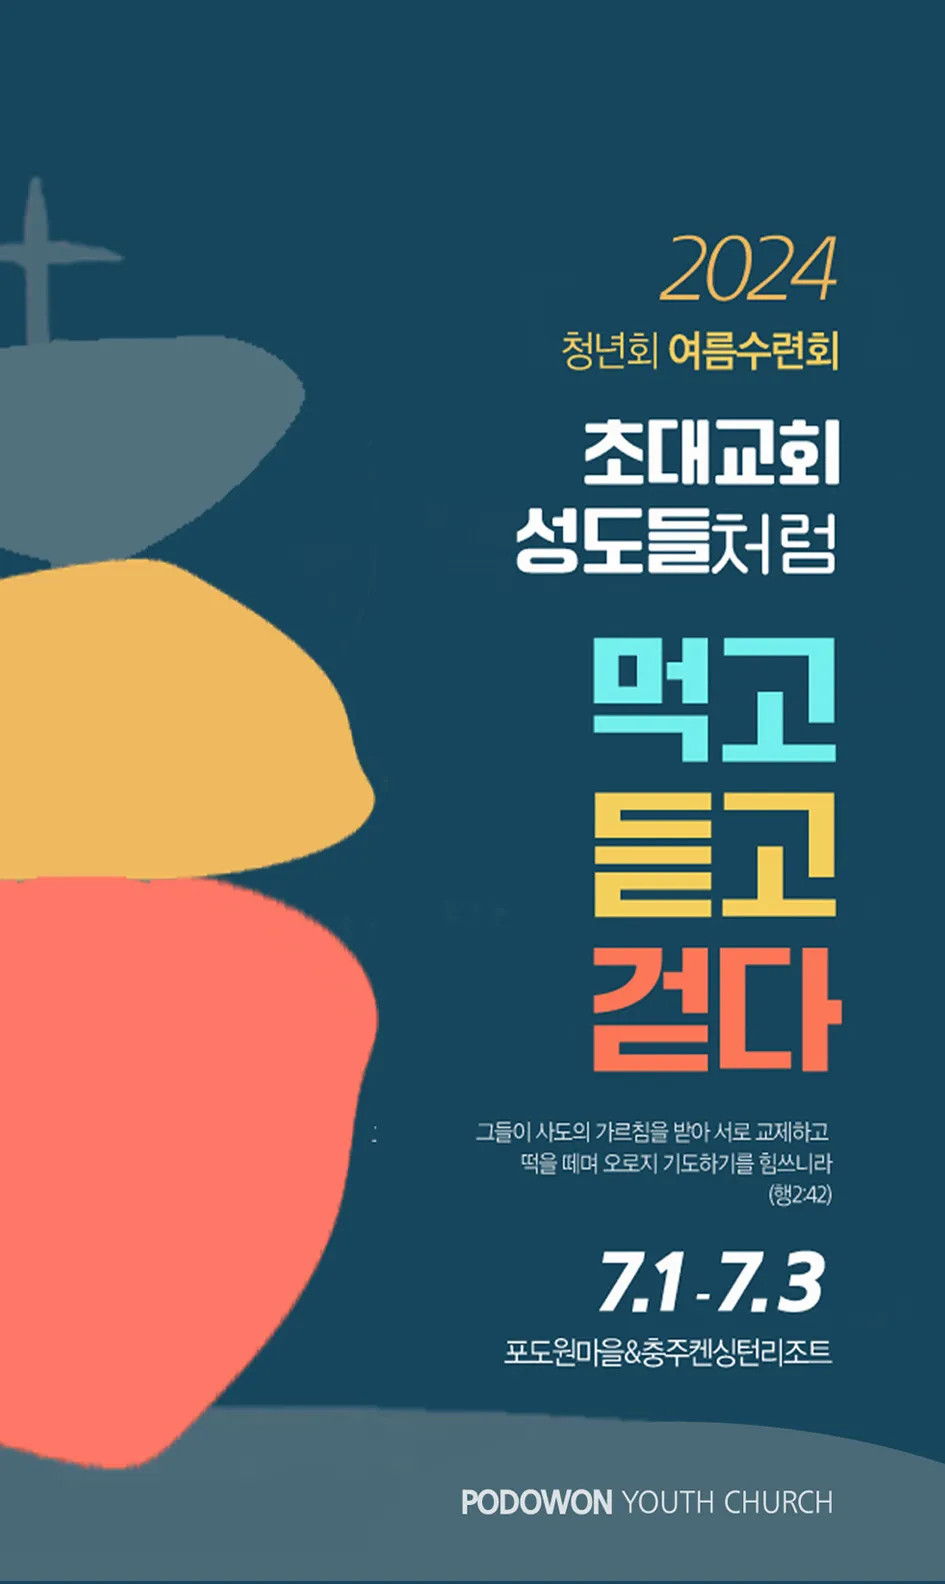 2024
청년회 여름수련회
초대교회
성도들처럼
먹고
듣고
걷다
그들이 사도의 가르침을 받아 서로 교제하고
떡을 떼며 오로지 기도하기를 힘쓰니라
(행2:42)
7.1-7.3
포도원마을&충주켄싱턴리조트
PODOWON YOUTH CHURCH